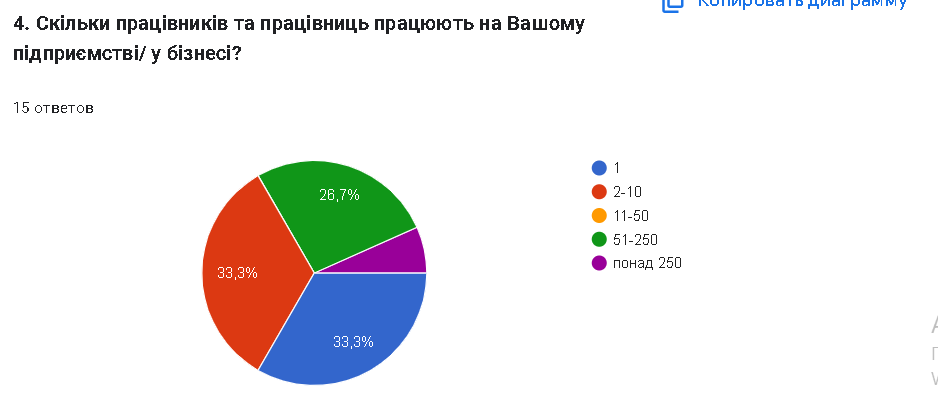 Копировать диаграмму
4. Скільки працівників та працівниць працюють на Вашому
підприємстві/ у бізнесі?
15 ответов
26,7%
33,3%
33,3%
1
2-10
11-50
51-250
понад 250